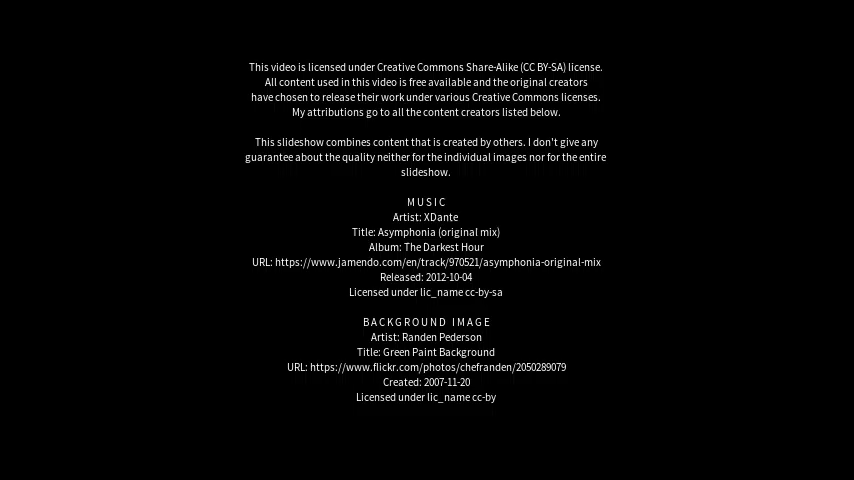 This video is licensed under Creative Commons Share-Alike (CC BY-SA) license.
All content used in this video is free available and the original creators
have chosen to release their work under various Creative Commons licenses.
My attributions go to all the content creators listed below.
This slideshow combines content that is created by others. I don't give any
guarantee about the quality neither for the individual images nor for the entire
slideshow.
MUSIC
Artist: XDante
Title: Asymphonia (original mix)
Album: The Darkest Hour
URL: https://www.jamendo.com/en/track/970521/asymphonia-original-mix
Released: 2012-10-04
Licensed under lic_name cc-by-sa
BACKGROUND IMAGE
Artist: Randen Pederson
Title: Green Paint Background
URL: https://www.flickr.com/photos/chefranden/2050289079
Created: 2007-11-20
Licensed under lic_name cc-by